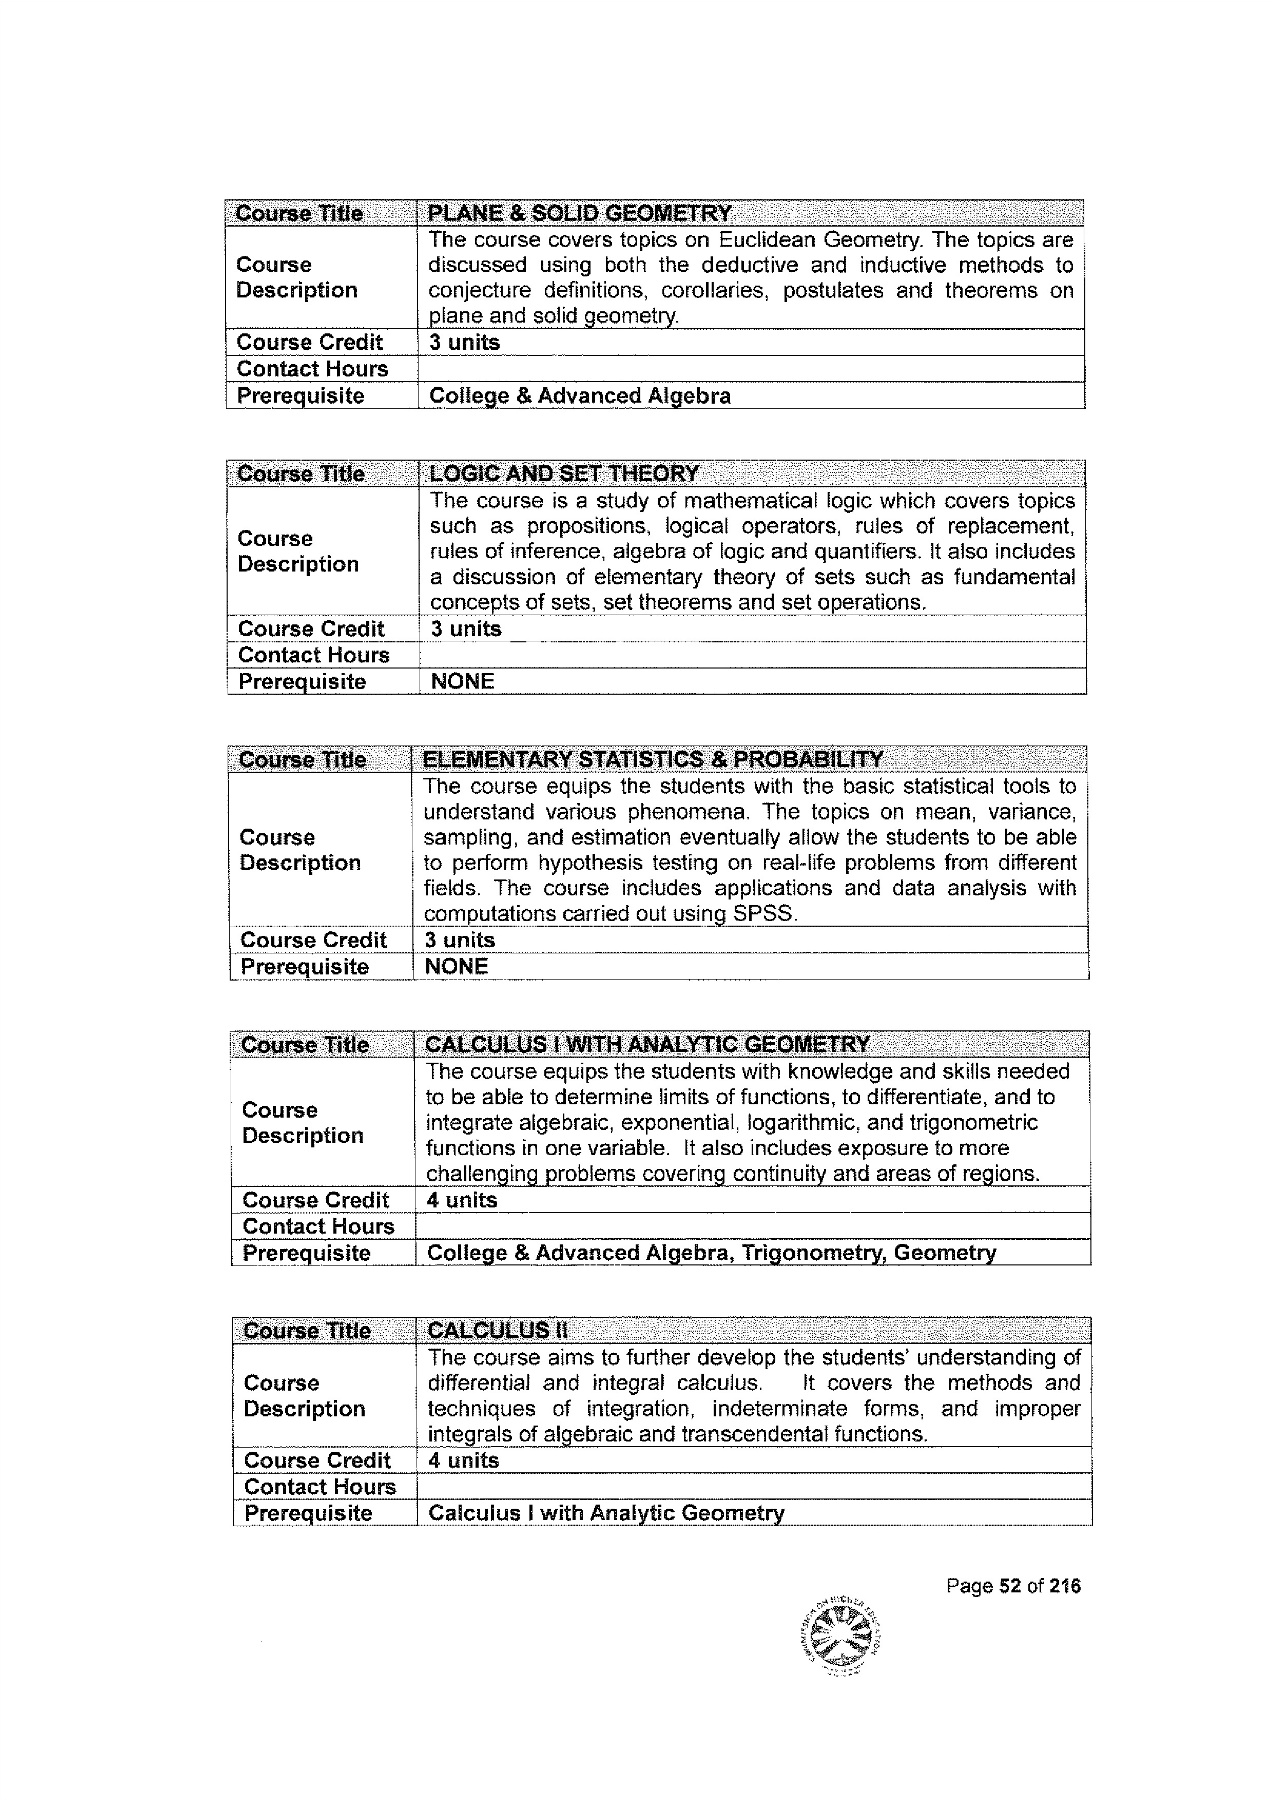 Course Title PLANE & SOLID GEOMETRY
The course covers topics on Euclidean Geometry. The topics are
Course discussed using both the deductive and inductive methods to
Description conjecture definitions, corollaries, postulates and theorems on
plane and solid geometry.
Course Credit 3 units
Contact Hours
Prerequisite College & Advanced Algebra
Course Title LOGIC AND SET THEORY
The course is a study of mathematical logic which covers topics
such as propositions, logical operators, rules of replacement,
Course
rules of inference, algebra of logic and quantifiers. It also includes
Description
a discussion of elementary theory of sets such as fundamental
concepts of sets, set theorems and set operations.
Course Credit 3 units
Contact Hours
Prerequisite NONE
Course Title ELEMENTARY STATISTICS & PROBABILITY
The course equips the students with the basic statistical tools to
understand various phenomena. The topics on mean, variance,
Course sampling, and estimation eventually allow the students to be able
Description to perform hypothesis testing on real-life problems from different
fields. The course includes applications and data analysis with
computations carried out using SPSS.
Course Credit 3 units
Prerequisite NONE
Course Title CALCULUS I WITH ANALYTIC GEOMETRY
The course equips the students with knowledge and skills needed
to be able to determine limits of functions, to differentiate, and to
Course
integrate algebraic, exponential, logarithmic, and trigonometric
Description
functions in one variable. It also includes exposure to more
challenging problems covering continuity and areas of regions.
Course Credit 4 units
Contact Hours
Prerequisite College & Advanced Algebra, Trigonometry, Geometry
Course Title CALCULUS II
The course aims to further develop the students' understanding of
Course differential and integral calculus. It covers the methods and
Description techniques of integration, indeterminate forms, and improper
integrals of algebraic and transcendental functions.
Course Credit 4 units
Contact Hours
Prerequisite Calculus I with Analytic Geometry
Page 52 of 216
COMMISSION ON HIGHER EDUCATION